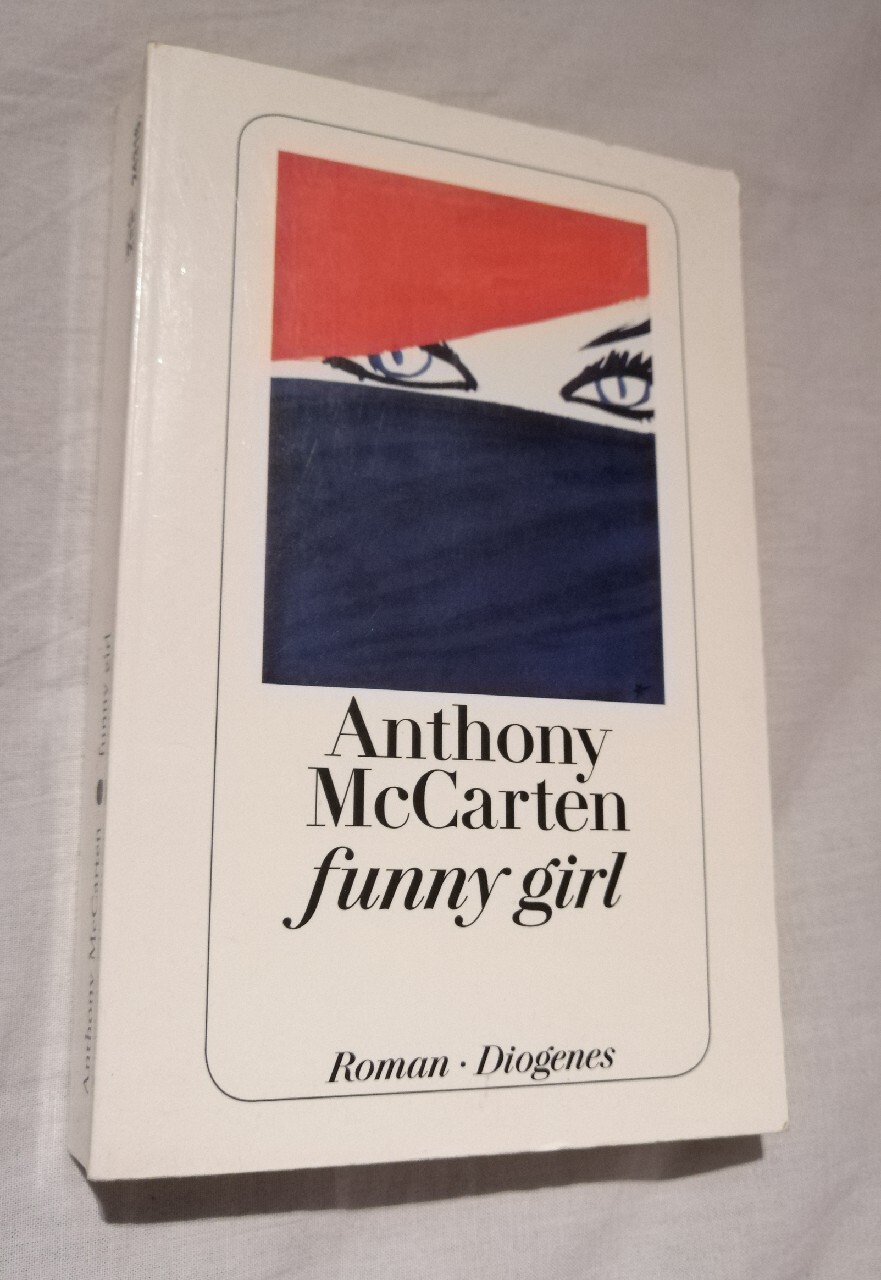 Anthony
McCarten
funny girl
Roman · Diogenes
Anthony McCarten ● funny girl